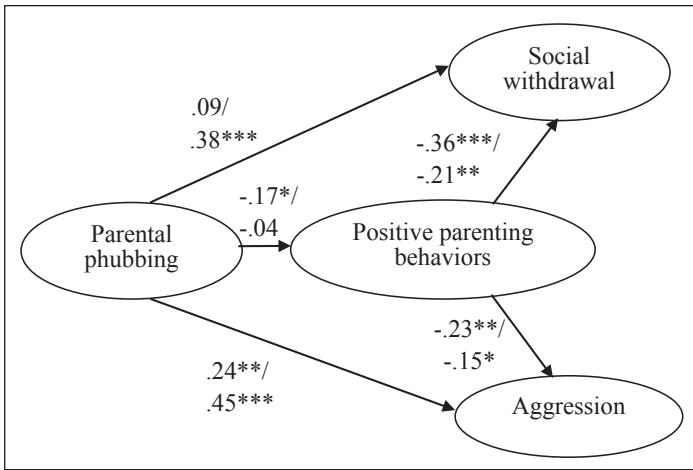 Social
withdrawal
.09/
.38***
-.36***/
-.21**
-.17*/
-.04
Parental
phubbing
Positive parenting
behaviors
-.23**/
-.15*
.24**/
.45***
Aggression